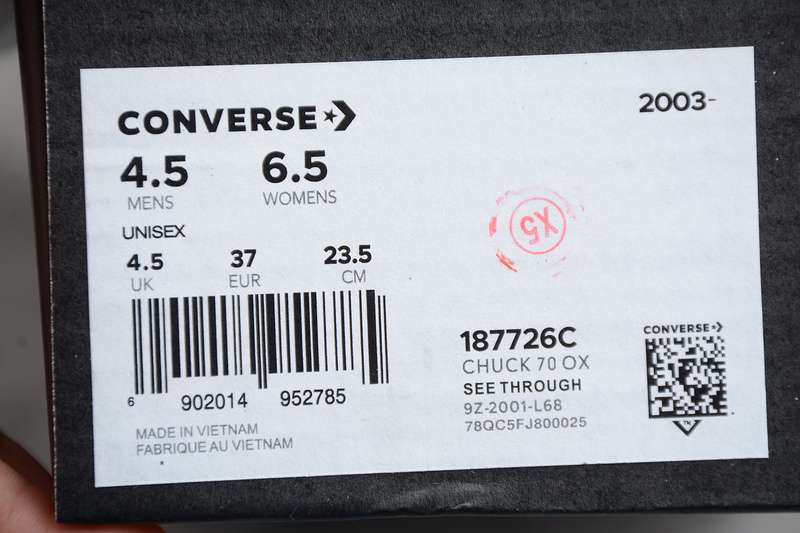 CONVERSE
2003-
4.5 6.5
MENS WOMENS
UNISEX
4.5 37 23.5
UK EUR CM
6 902014 952785
MADE IN VIETNAM
FABRIQUE AU VIETNAM
X5
187726C
CHUCK 70 OX
SEE THROUGH
9Z-2001-L68
78QC5FJ800025
CONVERSE